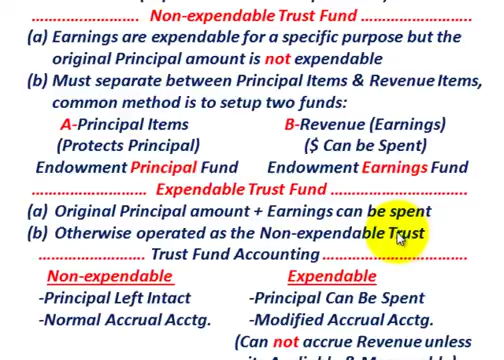 ………………………. Non-expendable Trust Fund ………………………..
(a) Earnings are expendable for a specific purpose but the
original Principal amount is not expendable
(b) Must separate between Principal Items & Revenue Items,
common method is to setup two funds:
A-Principal Items B-Revenue (Earnings)
(Protects Principal) ($ Can be Spent)
Endowment Principal Fund Endowment Earnings Fund
………………………… Expendable Trust Fund ……………………………..
(a) Original Principal amount + Earnings can be spent
(b) Otherwise operated as the Non-expendable Trust
………………………. Trust Fund Accounting……………………………….
Non-expendable Expendable
-Principal Left Intact -Principal Can Be Spent
-Normal Accrual Acctg. -Modified Accrual Acctg.
(Can not accrue Revenue unless